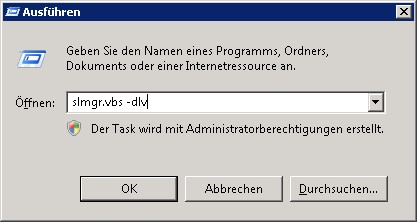 Ausführen
Geben Sie den Namen eines Programms, Ordners,
Dokuments oder einer Internetressource an.
Öffnen: slmgr.vbs -dlv
Der Task wird mit Administratorberechtigungen erstellt.
OK Abbrechen Durchsuchen...